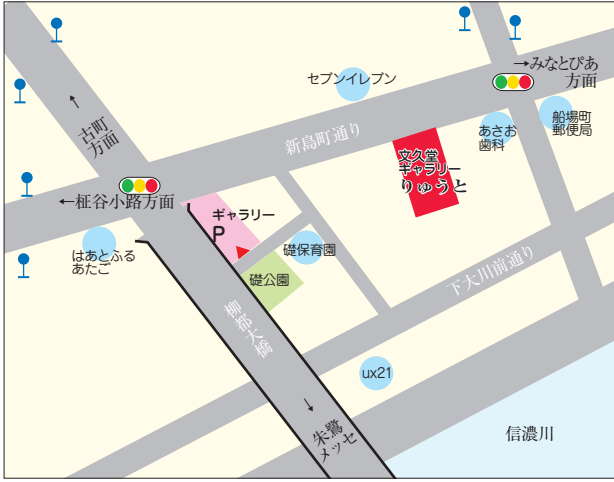 セブンイレブン
→みなとぴあ
方面
船場町
郵便局
あさお
歯科
古町
方面
新島町通り
文久堂
ギャラリー
りゅうと
←柾谷小路方面
ギャラリー
P
はあとふる
あたご
礎保育園
礎公園
下大川前通り
柳都大橋
ux21
朱鷺
メッセ
信濃川